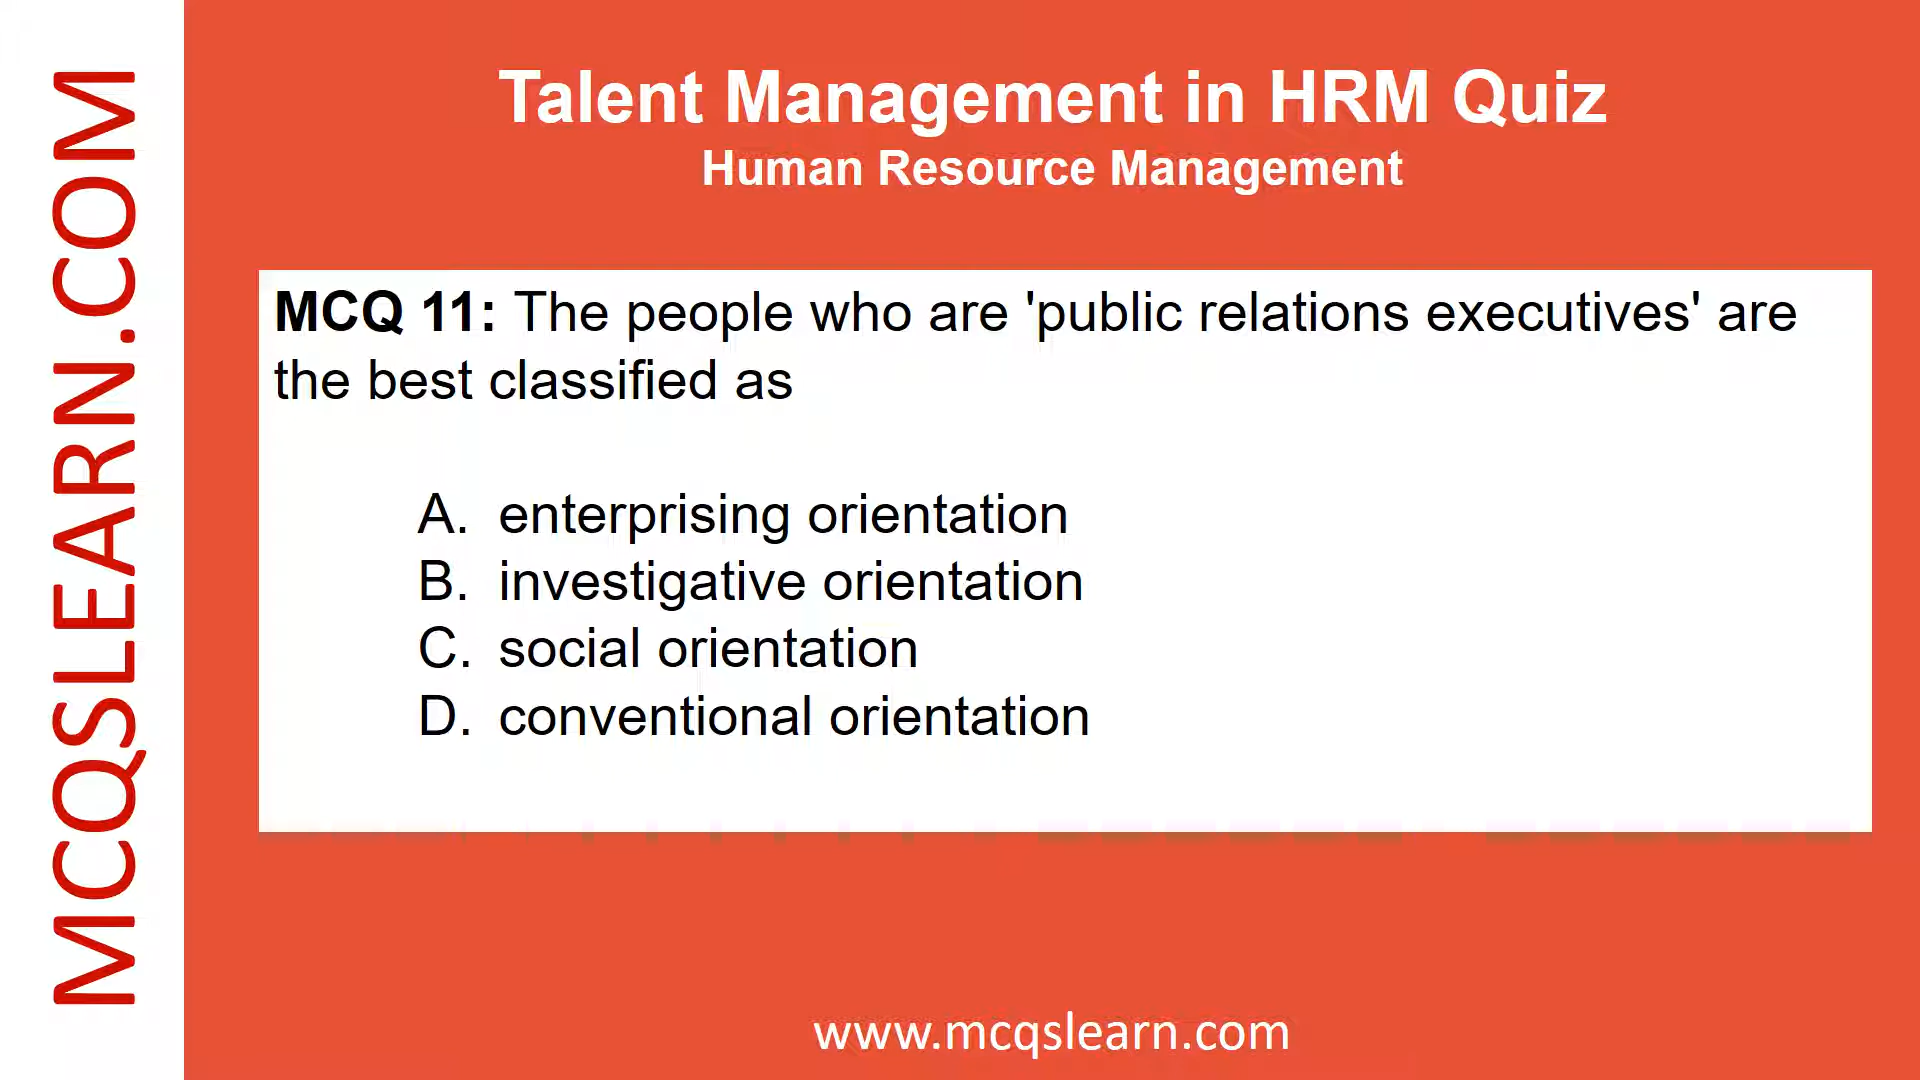 MCQSLEARN.COM
Talent Management in HRM Quiz
Human Resource Management
MCQ 11: The people who are 'public relations executives' are
the best classified as
A. enterprising orientation
B. investigative orientation
C. social orientation
D. conventional orientation
www.mcqslearn.com